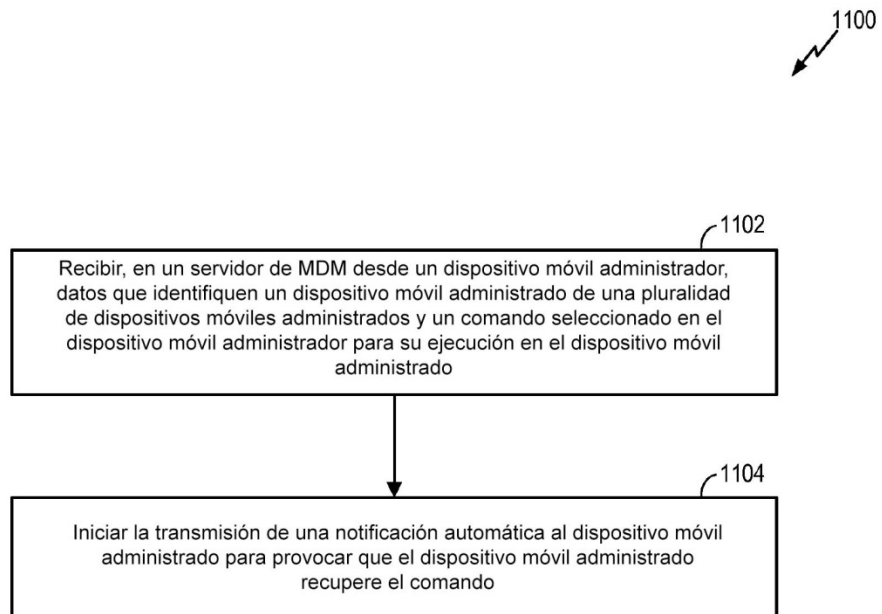 1100
1102
Recibir, en un servidor de MDM desde un dispositivo móvil administrador,
datos que identifiquen un dispositivo móvil administrado de una pluralidad
de dispositivos móviles administrados y un comando seleccionado en el
dispositivo móvil administrador para su ejecución en el dispositivo móvil
administrado
1104
Iniciar la transmisión de una notificación automática al dispositivo móvil
administrado para provocar que el dispositivo móvil administrado
recupere el comando